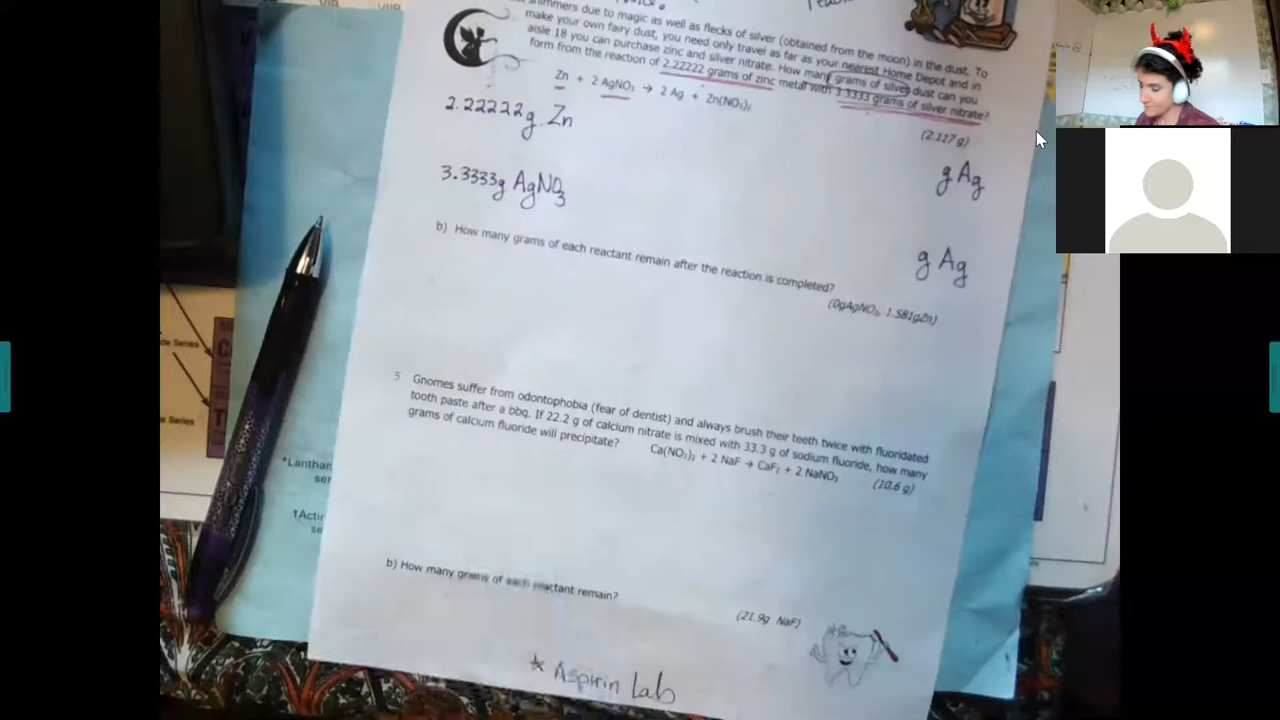 shimmers due to magic as well as flecks of silver (obtained from the moon) in the dust. To
make your own fairy dust, you need only travel as far as your nearest Home Depot and in
aisle 18 you can purchase zinc and silver nitrate. How many grams of silver dust can you
form from the reaction of 2.22222 grams of zinc metal with 3.3333 grams of silver nitrate?
Zn + 2 AgNO₃ → 2 Ag + Zn(NO₃)₂
(2.117 g)
2.22222g Zn
g Ag
3.3333g AgNO₃
g Ag
b) How many grams of each reactant remain after the reaction is completed?
(0gAgNO₃, 1.581gZn)
5 Gnomes suffer from odontophobia (fear of dentist) and always brush their teeth twice with fluoridated
tooth paste after a bbq. If 22.2 g of calcium nitrate is mixed with 33.3 g of sodium fluoride, how many
grams of calcium fluoride will precipitate?
Ca(NO₃)₂ + 2 NaF → CaF₂ + 2 NaNO₃
(10.6 g)
b) How many grams of each reactant remain?
(21.9g NaF)
* Aspirin Lab
de Series
de Series
*Lanthan
ser
†Actin
se